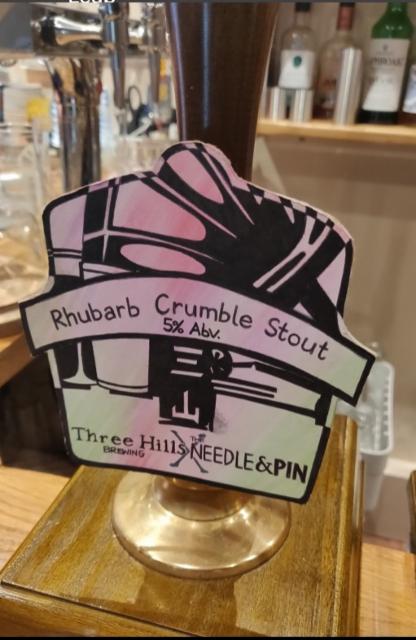 Rhubarb Crumble Stout
5% Abv.
Three Hills X THE NEEDLE&PIN
BREWING